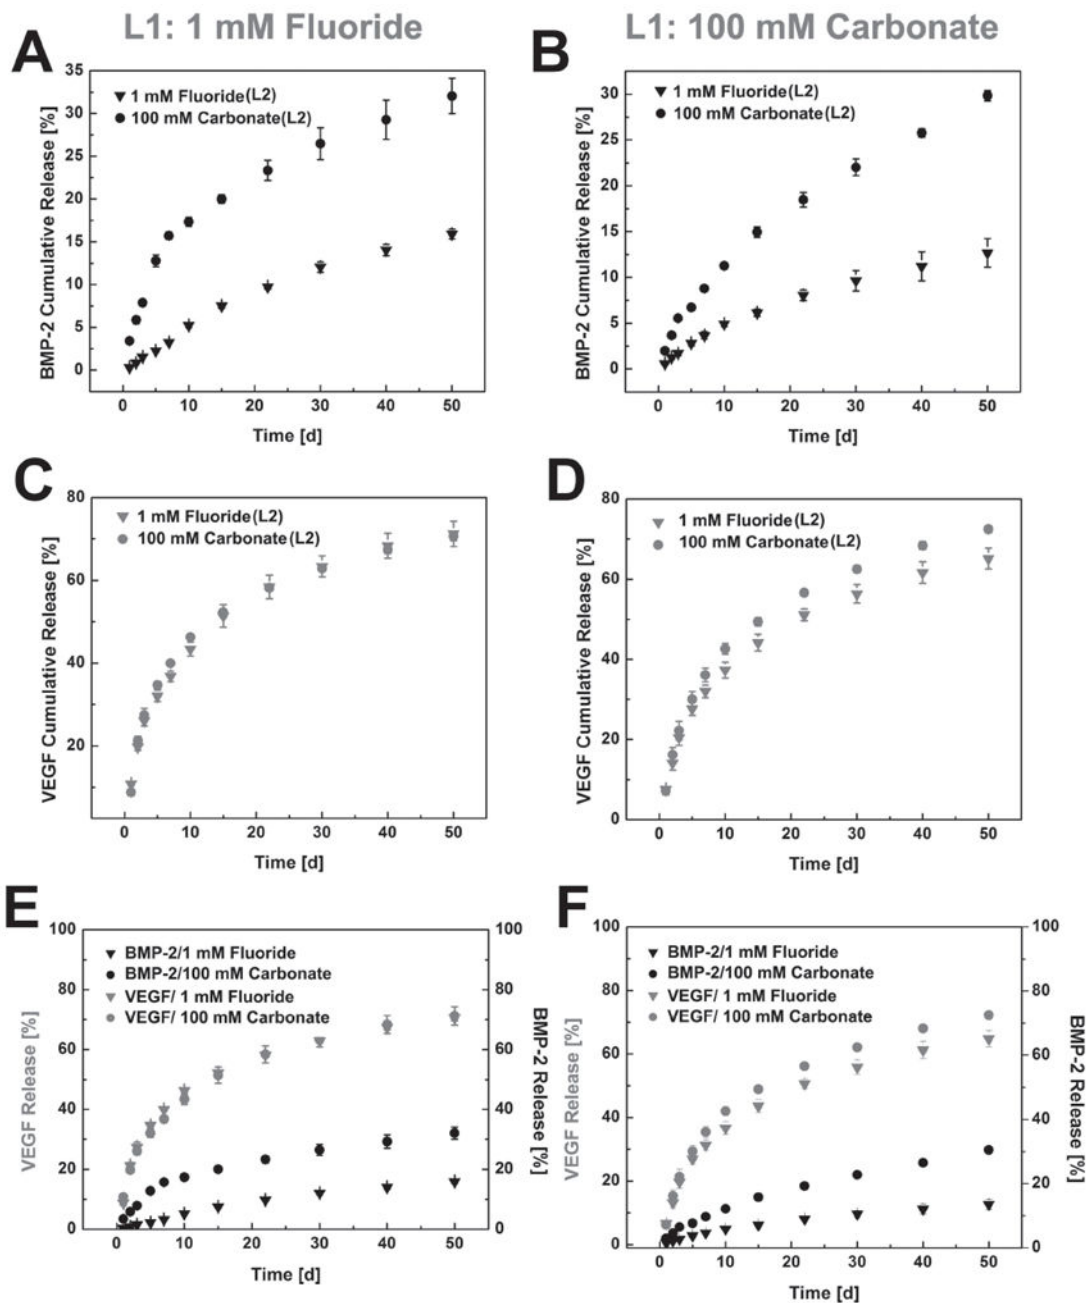 L1: 1 mM Fluoride
L1: 100 mM Carbonate
A
BMP-2 Cumulative Release [%]
35
30
25
20
15
10
5
0
▼ 1 mM Fluoride(L2)
● 100 mM Carbonate(L2)
0 10 20 30 40 50
Time [d]
B
BMP-2 Cumulative Release [%]
30
25
20
15
10
5
0
▼ 1 mM Fluoride(L2)
● 100 mM Carbonate(L2)
0 10 20 30 40 50
Time [d]
C
VEGF Cumulative Release [%]
80
60
40
20
▼ 1 mM Fluoride(L2)
● 100 mM Carbonate(L2)
0 10 20 30 40 50
Time [d]
D
VEGF Cumulative Release [%]
80
60
40
20
0
▼ 1 mM Fluoride(L2)
● 100 mM Carbonate(L2)
0 10 20 30 40 50
Time [d]
E
VEGF Release [%]
100
80
60
40
20
0
▼ BMP-2/1 mM Fluoride
● BMP-2/100 mM Carbonate
▼ VEGF/ 1 mM Fluoride
● VEGF/ 100 mM Carbonate
100
80
60
40
20
0
BMP-2 Release [%]
0 10 20 30 40 50
Time [d]
F
VEGF Release [%]
100
80
60
40
20
0
▼ BMP-2/1 mM Fluoride
● BMP-2/100 mM Carbonate
▼ VEGF/ 1 mM Fluoride
● VEGF/ 100 mM Carbonate
100
80
60
40
20
0
BMP-2 Release [%]
0 10 20 30 40 50
Time [d]